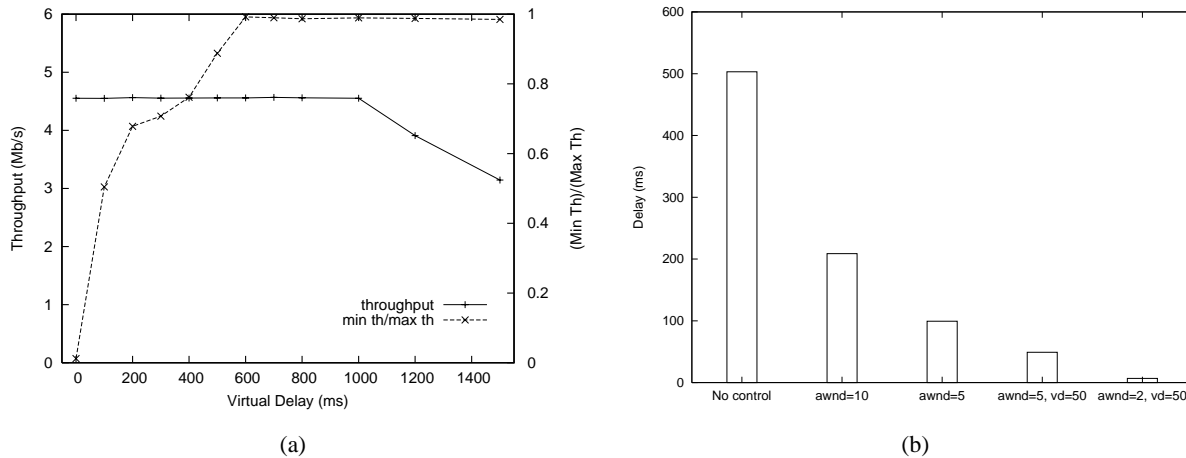 6
5
4
3
2
1
0
Throughput (Mb/s)
1
0.8
0.6
0.4
0.2
0
(Min Th)/(Max Th)
throughput
min th/max th
0 200 400 600 800 1000 1200 1400
Virtual Delay (ms)
(a)
600
500
400
300
200
100
0
Delay (ms)
No control awnd=10 awnd=5 awnd=5, vd=50 awnd=2, vd=50
(b)